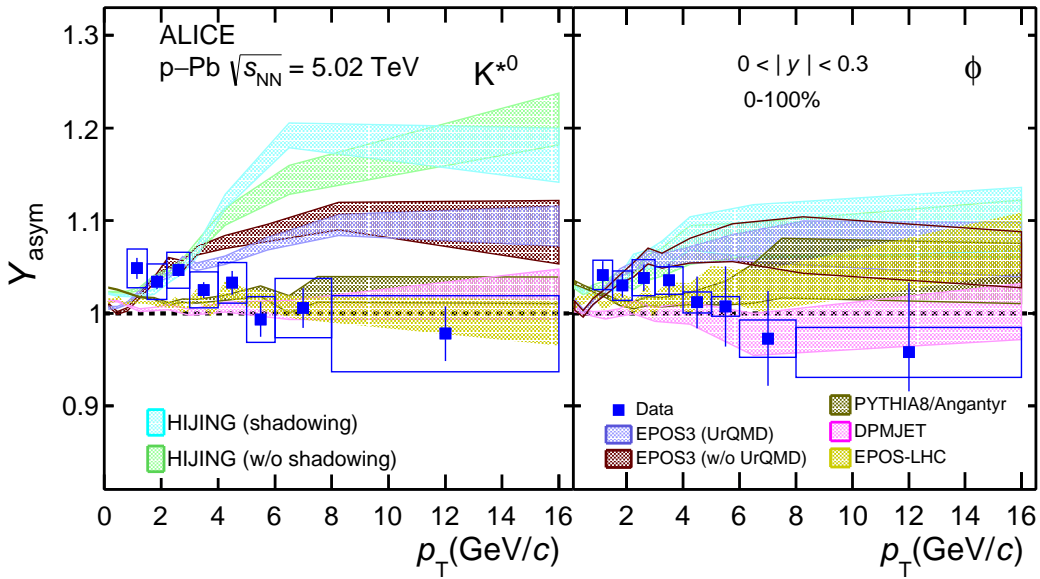 ALICE
p–Pb √sNN = 5.02 TeV
K*0
0 < | y | < 0.3
0-100%
ϕ
Yasym
1.3
1.2
1.1
1
0.9
HIJING (shadowing)
HIJING (w/o shadowing)
Data
EPOS3 (UrQMD)
EPOS3 (w/o UrQMD)
PYTHIA8/Angantyr
DPMJET
EPOS-LHC
0 2 4 6 8 10 12 14 16
2 4 6 8 10 12 14 16
pT(GeV/c)
pT(GeV/c)